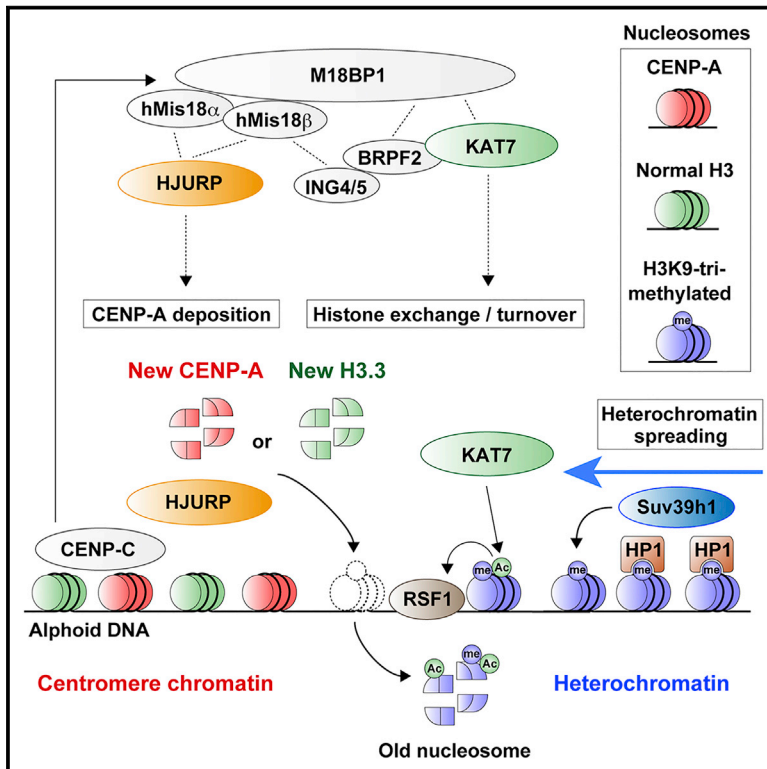 Nucleosomes
CENP-A
Normal H3
H3K9-tri-
methylated
me
M18BP1
hMis18α
hMis18β
BRPF2
KAT7
HJURP
ING4/5
CENP-A deposition
Histone exchange / turnover
New CENP-A
New H3.3
or
Heterochromatin
spreading
KAT7
HJURP
Suv39h1
CENP-C
HP1
HP1
me
Ac
me
me
me
RSF1
Alphoid DNA
Ac
me
Ac
Centromere chromatin
Heterochromatin
Old nucleosome